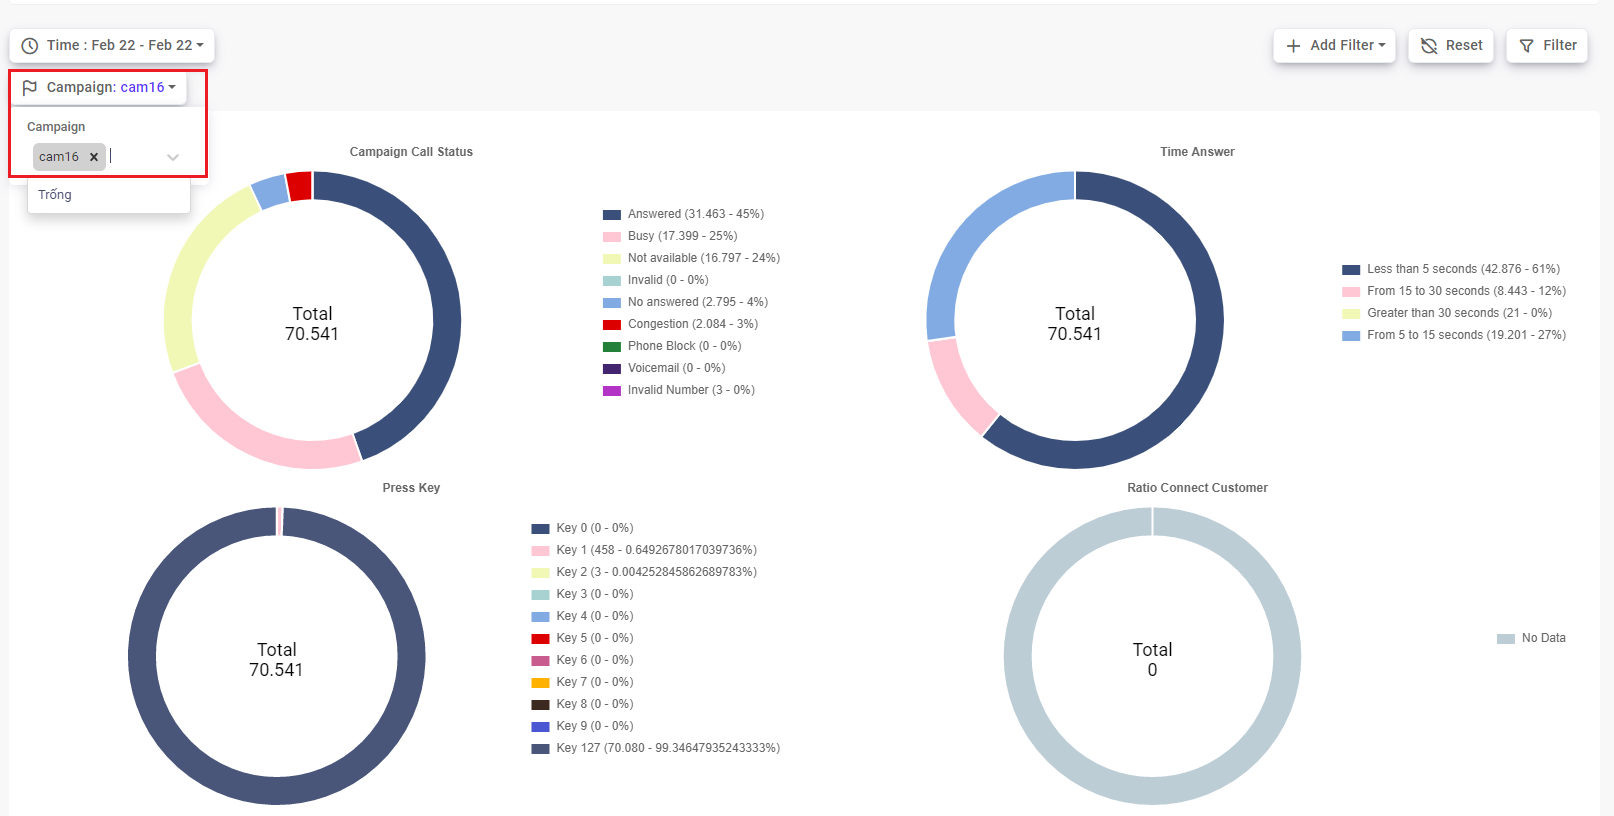 Time : Feb 22 - Feb 22
Add Filter
Reset
Filter
Campaign: cam16
Campaign
cam16
Trống
Campaign Call Status
Total
70.541
Answered (31.463 - 45%)
Busy (17.399 - 25%)
Not available (16.797 - 24%)
Invalid (0 - 0%)
No answered (2.795 - 4%)
Congestion (2.084 - 3%)
Phone Block (0 - 0%)
Voicemail (0 - 0%)
Invalid Number (3 - 0%)
Time Answer
Total
70.541
Less than 5 seconds (42.876 - 61%)
From 15 to 30 seconds (8.443 - 12%)
Greater than 30 seconds (21 - 0%)
From 5 to 15 seconds (19.201 - 27%)
Press Key
Total
70.541
Key 0 (0 - 0%)
Key 1 (458 - 0.6492678017039736%)
Key 2 (3 - 0.004252845862689783%)
Key 3 (0 - 0%)
Key 4 (0 - 0%)
Key 5 (0 - 0%)
Key 6 (0 - 0%)
Key 7 (0 - 0%)
Key 8 (0 - 0%)
Key 9 (0 - 0%)
Key 127 (70.080 - 99.34647935243333%)
Ratio Connect Customer
Total
0
No Data